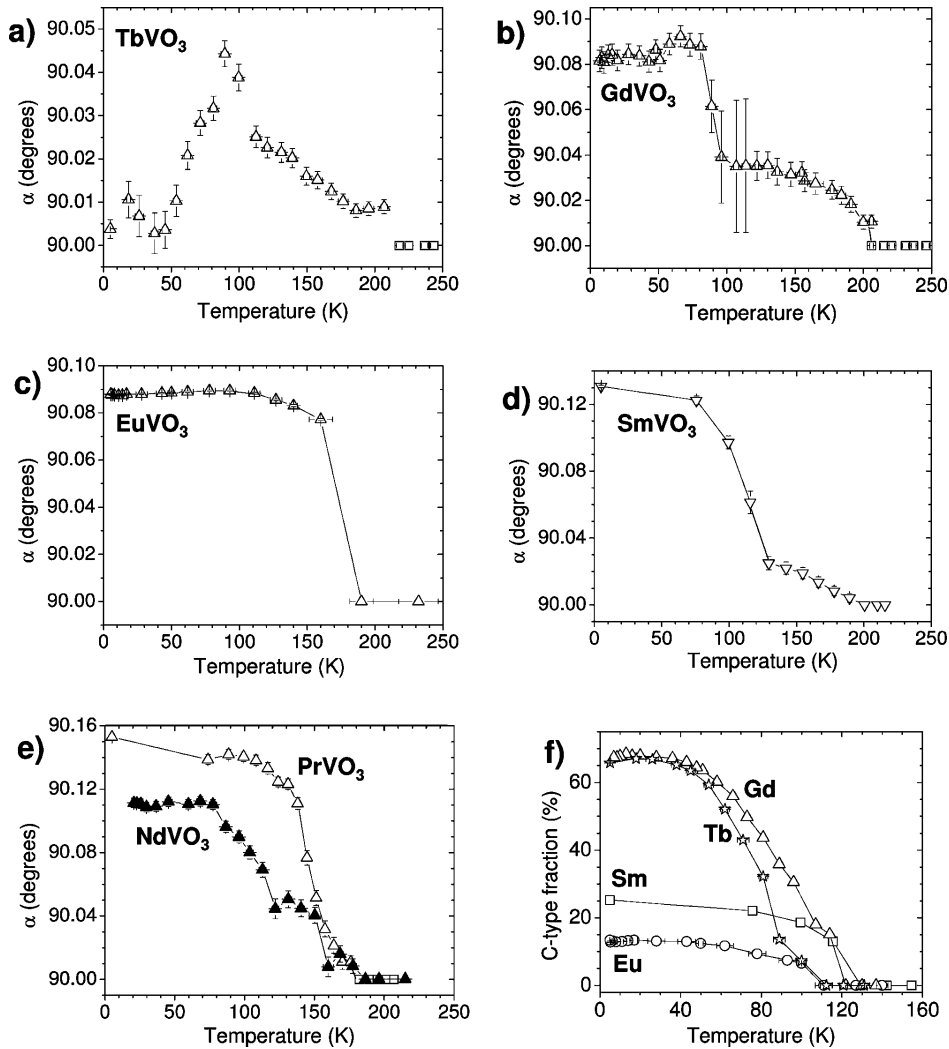 a)
TbVO3
90.05
90.04
90.03
90.02
90.01
90.00
α (degrees)
0 50 100 150 200 250
Temperature (K)
b)
GdVO3
90.10
90.08
90.06
90.04
90.02
90.00
α (degrees)
0 50 100 150 200 250
Temperature (K)
c)
EuVO3
90.10
90.08
90.06
90.04
90.02
90.00
α (degrees)
0 50 100 150 200 250
Temperature (K)
d)
SmVO3
90.12
90.08
90.04
90.00
α (degrees)
0 50 100 150 200 250
Temperature (K)
e)
PrVO3
NdVO3
90.16
90.12
90.08
90.04
90.00
α (degrees)
0 50 100 150 200 250
Temperature (K)
f)
Gd
Tb
Sm
Eu
60
40
20
0
C-type fraction (%)
0 40 80 120 160
Temperature (K)